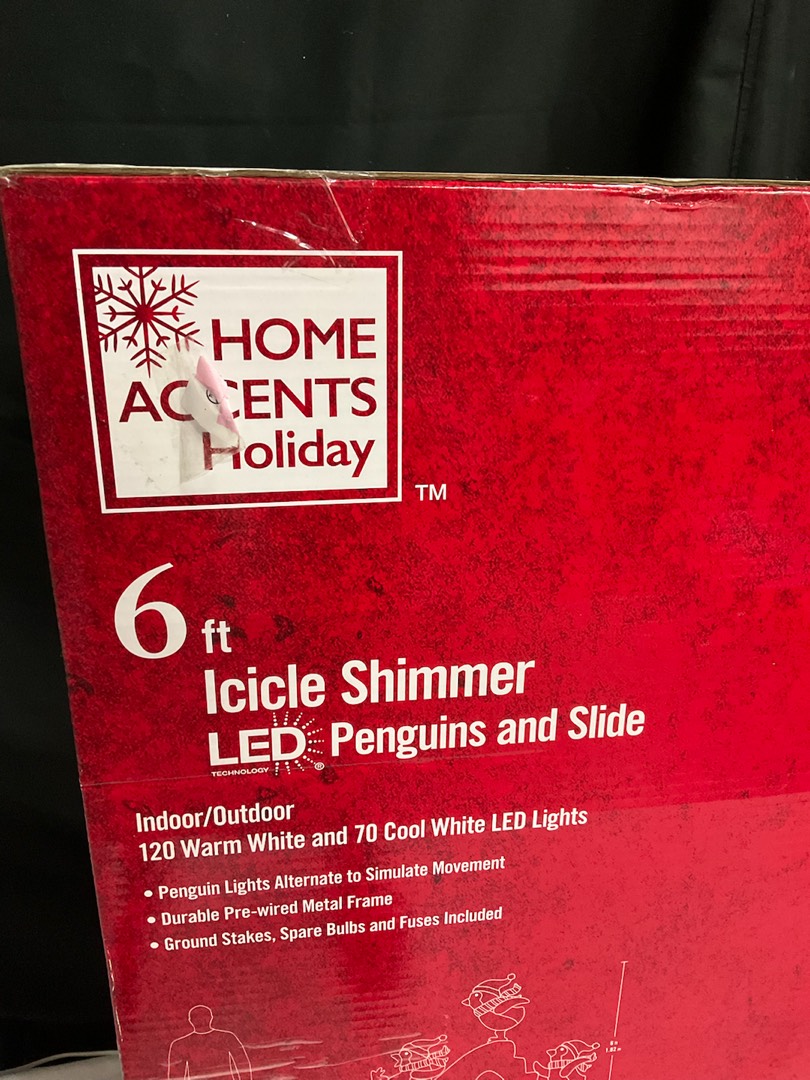 HOME
ACCENTS
Holiday
TM
6 ft
Icicle Shimmer
LED Penguins and Slide
TECHNOLOGY ®
Indoor/Outdoor
120 Warm White and 70 Cool White LED Lights
• Penguin Lights Alternate to Simulate Movement
• Durable Pre-wired Metal Frame
• Ground Stakes, Spare Bulbs and Fuses Included